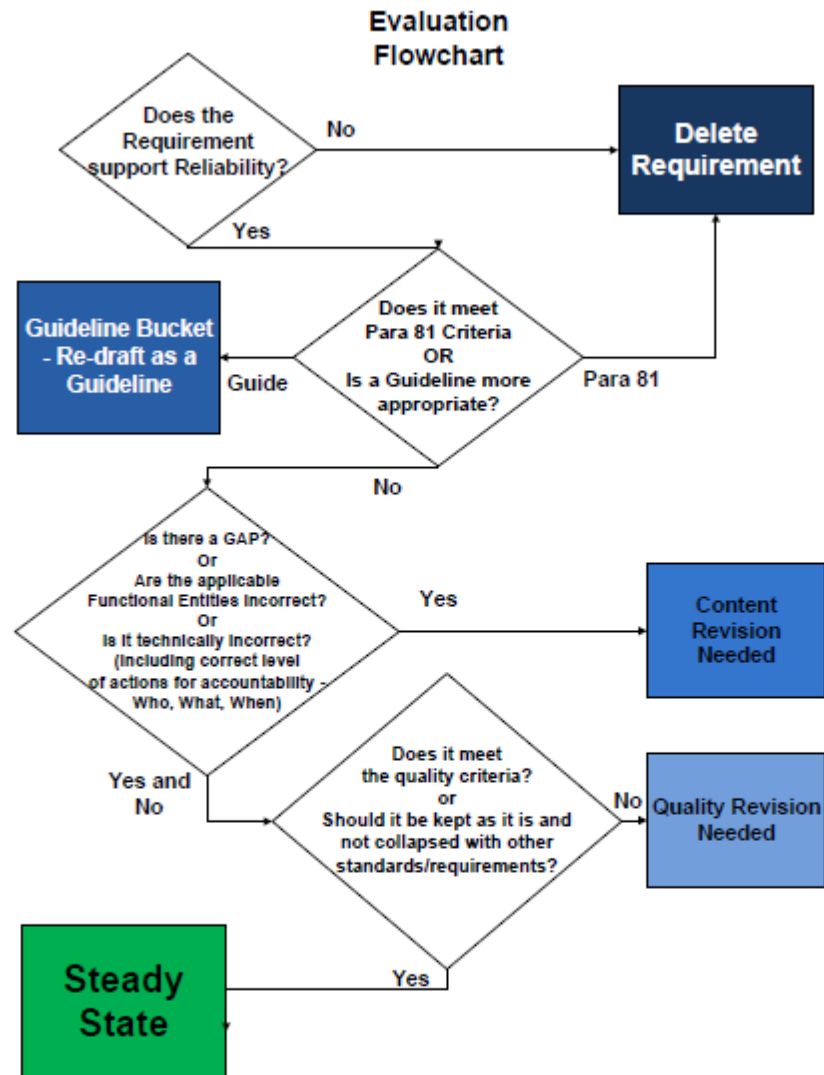 Evaluation
Flowchart
Does the
Requirement
support Reliability?
No
Delete
Requirement
Yes
Guideline Bucket
- Re-draft as a
Guideline
Guide
Does it meet
Para 81 Criteria
OR
Is a Guideline more
appropriate?
Para 81
No
Is there a GAP?
Or
Are the applicable
Functional Entities Incorrect?
Or
Is it technically incorrect?
(Including correct level
of actions for accountability -
Who, What, When)
Yes
Content
Revision
Needed
Yes and
No
Does it meet
the quality criteria?
or
Should it be kept as it is and
not collapsed with other
standards/requirements?
No
Quality Revision
Needed
Yes
Steady
State